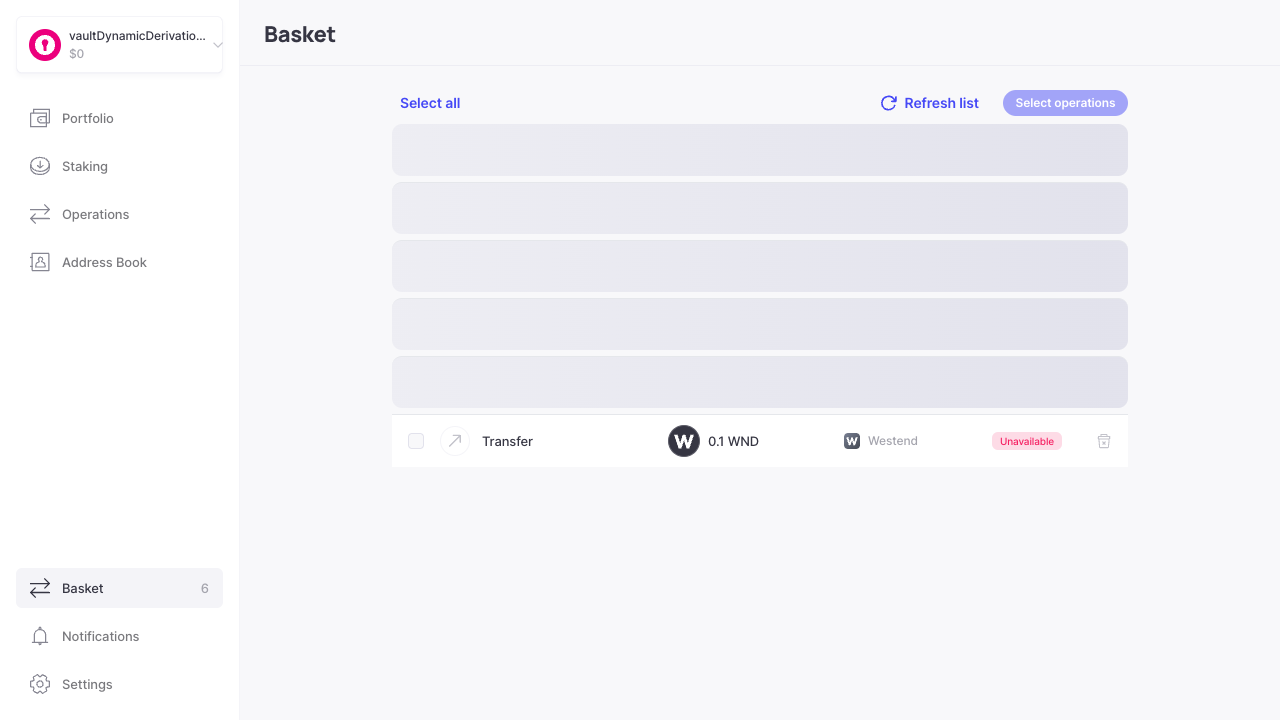 vaultDynamicDerivatio...
$0
Portfolio
Staking
Operations
Address Book
Basket 6
Notifications
Settings
Basket
Select all
Refresh list
Select operations
Transfer
W 0.1 WND
W Westend
Unavailable